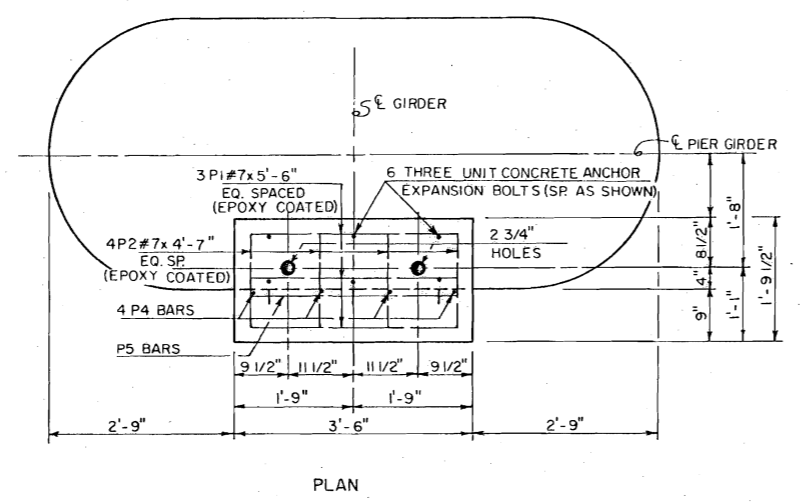 ℄ GIRDER
℄ PIER GIRDER
3 P1 #7 x 5'-6"
EQ. SPACED
(EPOXY COATED)
6 THREE UNIT CONCRETE ANCHOR
EXPANSION BOLTS (SP. AS SHOWN)
4 P2 #7 x 4'-7"
EQ. SP.
(EPOXY COATED)
2 3/4"
HOLES
4 P4 BARS
P5 BARS
8 1/2"
4"
9"
1'-8"
1'-1"
1'-9 1/2"
9 1/2"
11 1/2"
11 1/2"
9 1/2"
1'-9"
1'-9"
2'-9"
3'-6"
2'-9"
PLAN